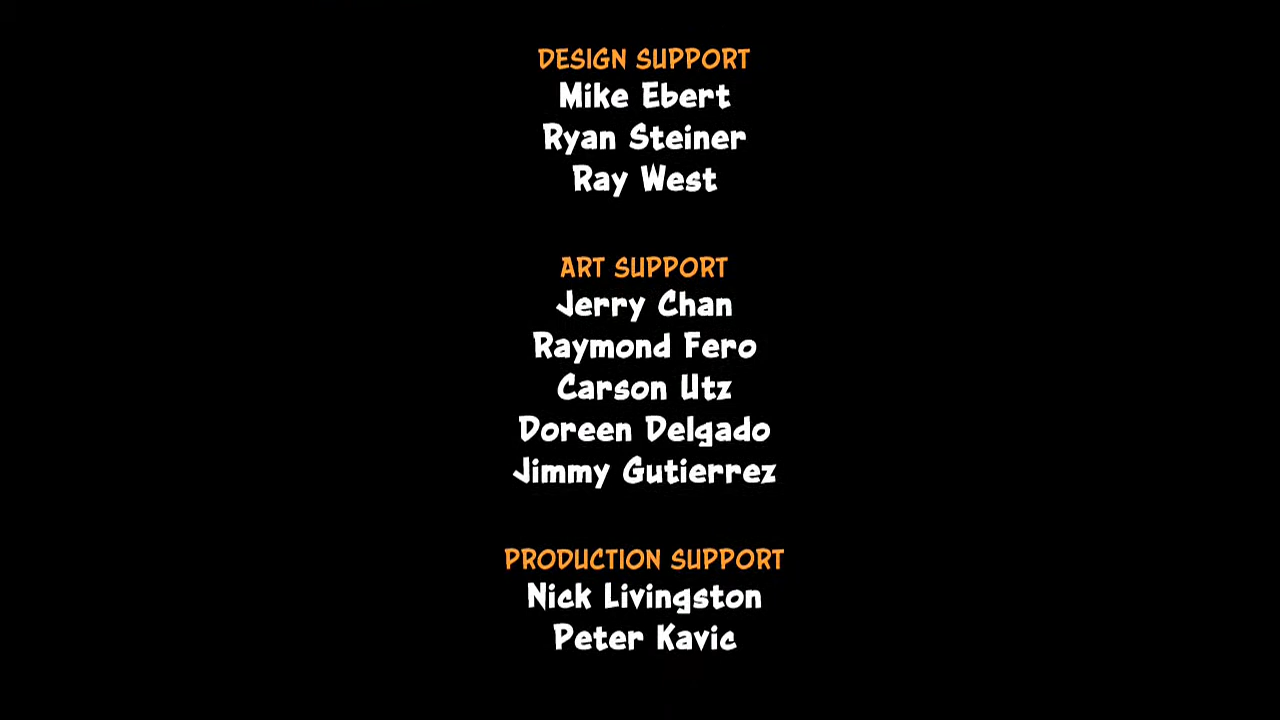 DESIGN SUPPORT
Mike Ebert
Ryan Steiner
Ray West
ART SUPPORT
Jerry Chan
Raymond Fero
Carson Utz
Doreen Delgado
Jimmy Gutierrez
PRODUCTION SUPPORT
Nick Livingston
Peter Kavic